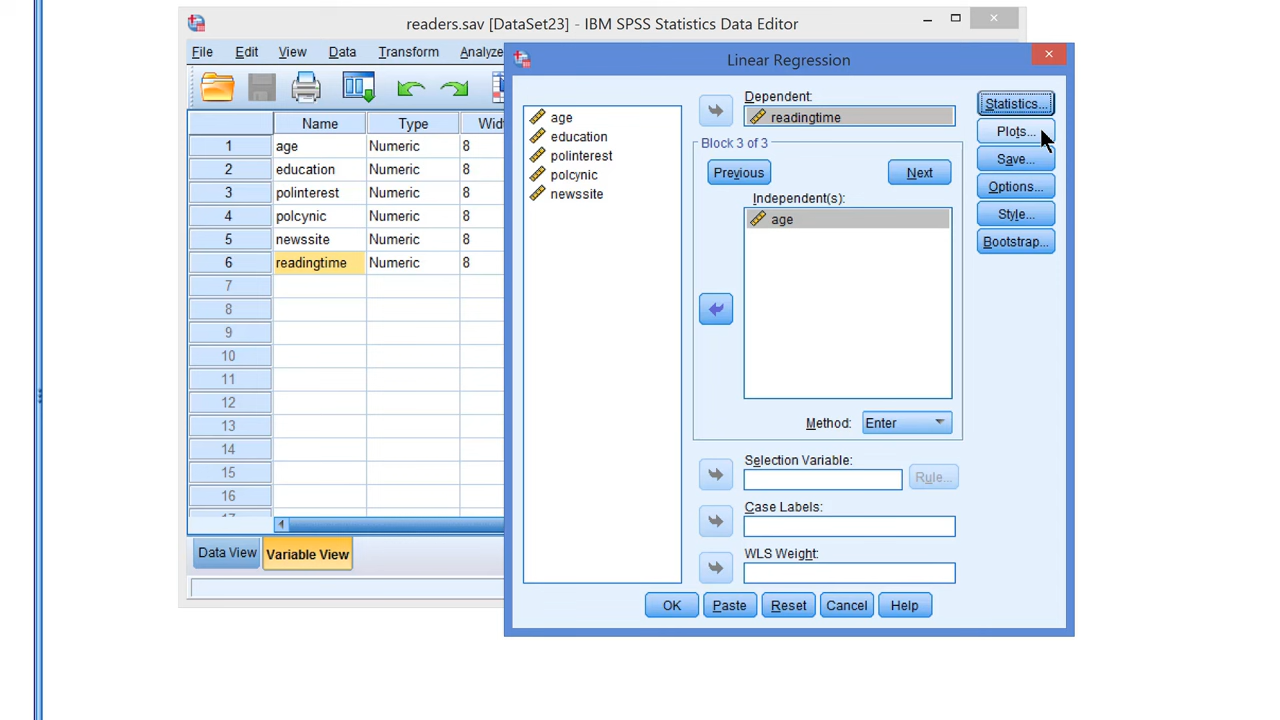 readers.sav [DataSet23] - IBM SPSS Statistics Data Editor
File Edit View Data Transform Analyze
Name Type Widt
1 age Numeric 8
2 education Numeric 8
3 polinterest Numeric 8
4 polcynic Numeric 8
5 newssite Numeric 8
6 readingtime Numeric 8
7
8
9
10
11
12
13
14
15
16
17
Data View Variable View
Linear Regression
age
education
polinterest
polcynic
newssite
Dependent:
readingtime
Block 3 of 3
Previous Next
Independent(s):
age
Method: Enter
Selection Variable:
Rule...
Case Labels:
WLS Weight:
Statistics...
Plots...
Save...
Options...
Style...
Bootstrap...
OK Paste Reset Cancel Help